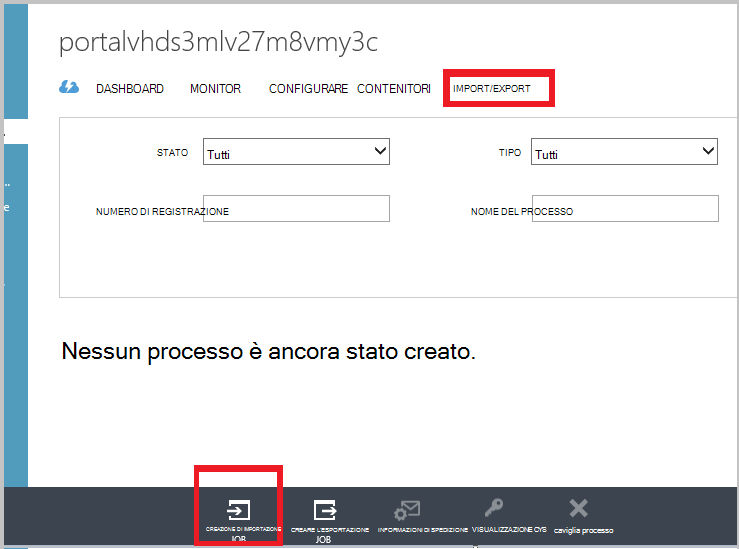 portalvhds3mlv27m8vmy3c
DASHBOARD MONITOR CONFIGURARE CONTENITORI IMPORT/EXPORT
STATO Tutti TIPO Tutti
NUMERO DI REGISTRAZIONE NOME DEL PROCESSO
Nessun processo è ancora stato creato.
CREAZIONE DI IMPORTAZIONE CREARE L'ESPORTAZIONE INFORMAZIONI DI SPEDIZIONE VISUALIZZAZIONE CYS caviglia processo
JOB JOB